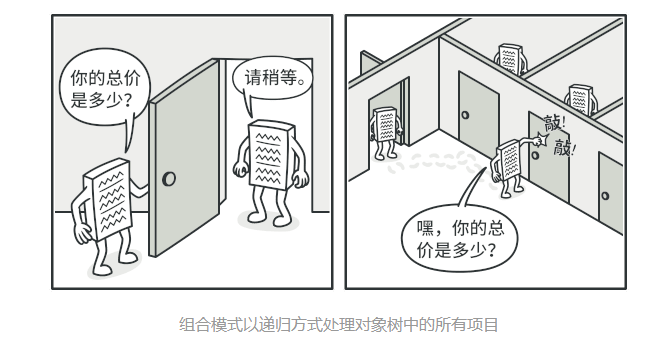 你的总价
是多少？
请稍等。
敲！
敲！
嘿，你的总
价是多少？
组合模式以递归方式处理对象树中的所有项目